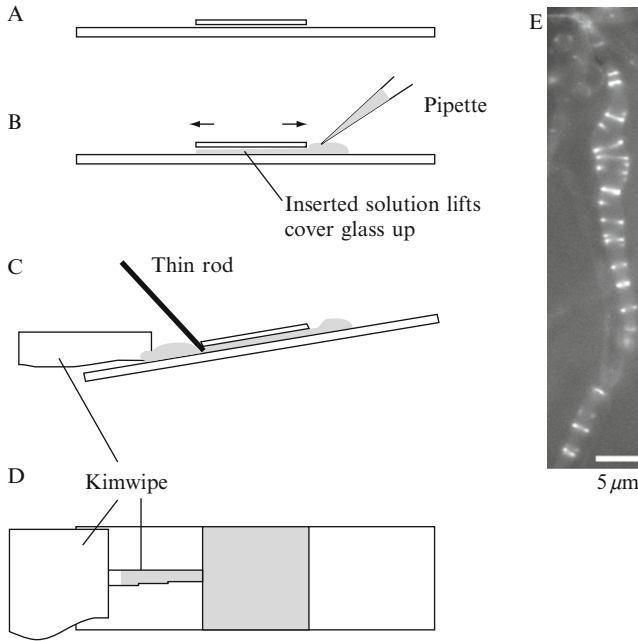 A
B
Pipette
Inserted solution lifts
cover glass up
C
Thin rod
D
Kimwipe
E
5 μm